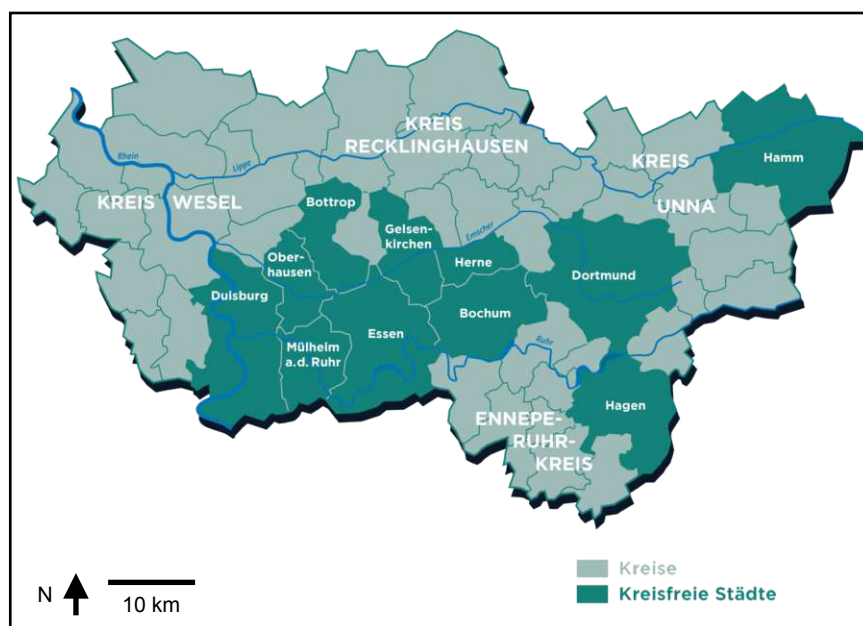 KREIS
RECKLINGHAUSEN
KREIS
UNNA
Hamm
Rhein
Lippe
KREIS WESEL
Bottrop
Gelsen-
kirchen
Emscher
Herne
Ober-
hausen
Dortmund
Duisburg
Bochum
Essen
Mülheim
a.d. Ruhr
Ruhr
Hagen
ENNEPE-
RUHR-
KREIS
Kreise
Kreisfreie Städte
N
10 km